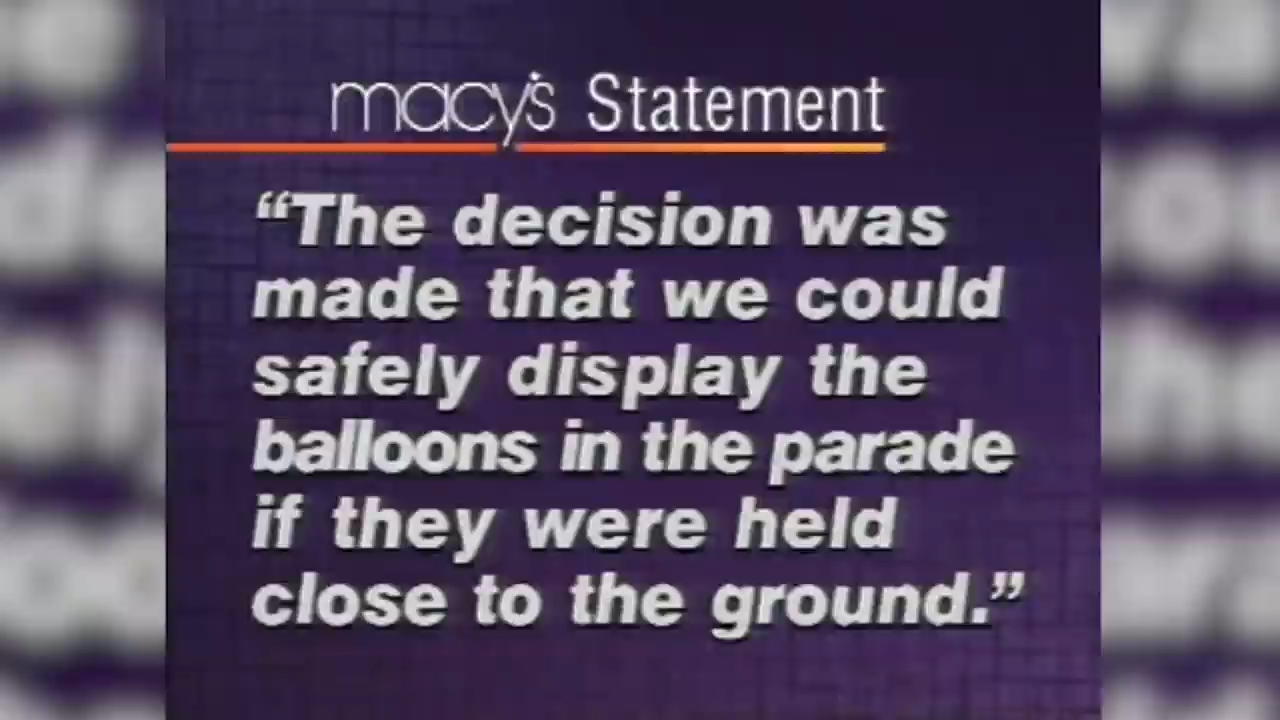 macy's Statement
“The decision was
made that we could
safely display the
balloons in the parade
if they were held
close to the ground.”